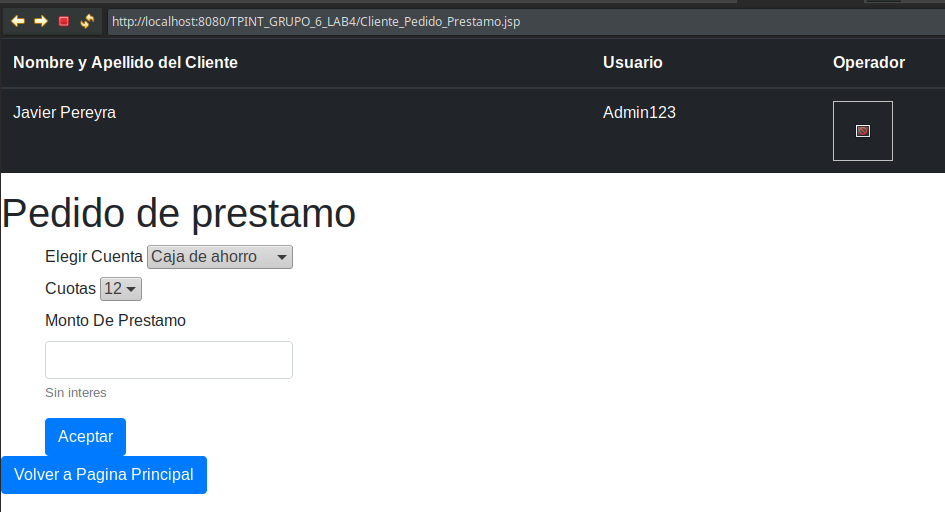 http://localhost:8080/TPINT_GRUPO_6_LAB4/Cliente_Pedido_Prestamo.jsp
Nombre y Apellido del Cliente Usuario Operador
Javier Pereyra Admin123
Pedido de prestamo
Elegir Cuenta Caja de ahorro
Cuotas 12
Monto De Prestamo
Sin interes
Aceptar
Volver a Pagina Principal